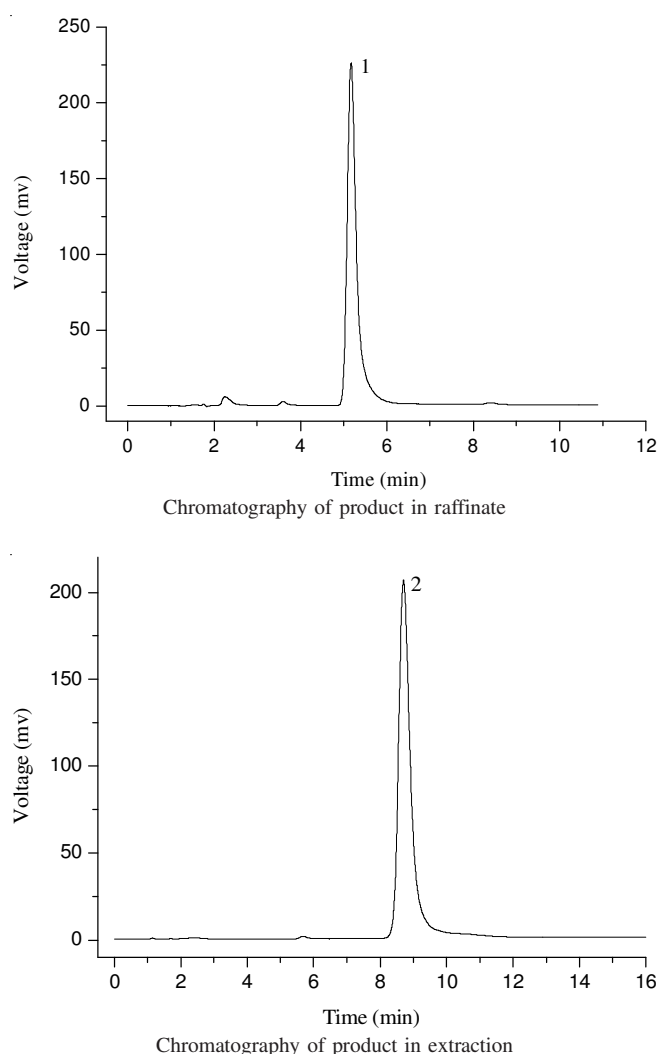 250
200
150
100
50
0
Voltage (mv)
1
0 2 4 6 8 10 12
Time (min)
Chromatography of product in raffinate
200
150
100
50
0
Voltage (mv)
2
0 2 4 6 8 10 12 14 16
Time (min)
Chromatography of product in extraction